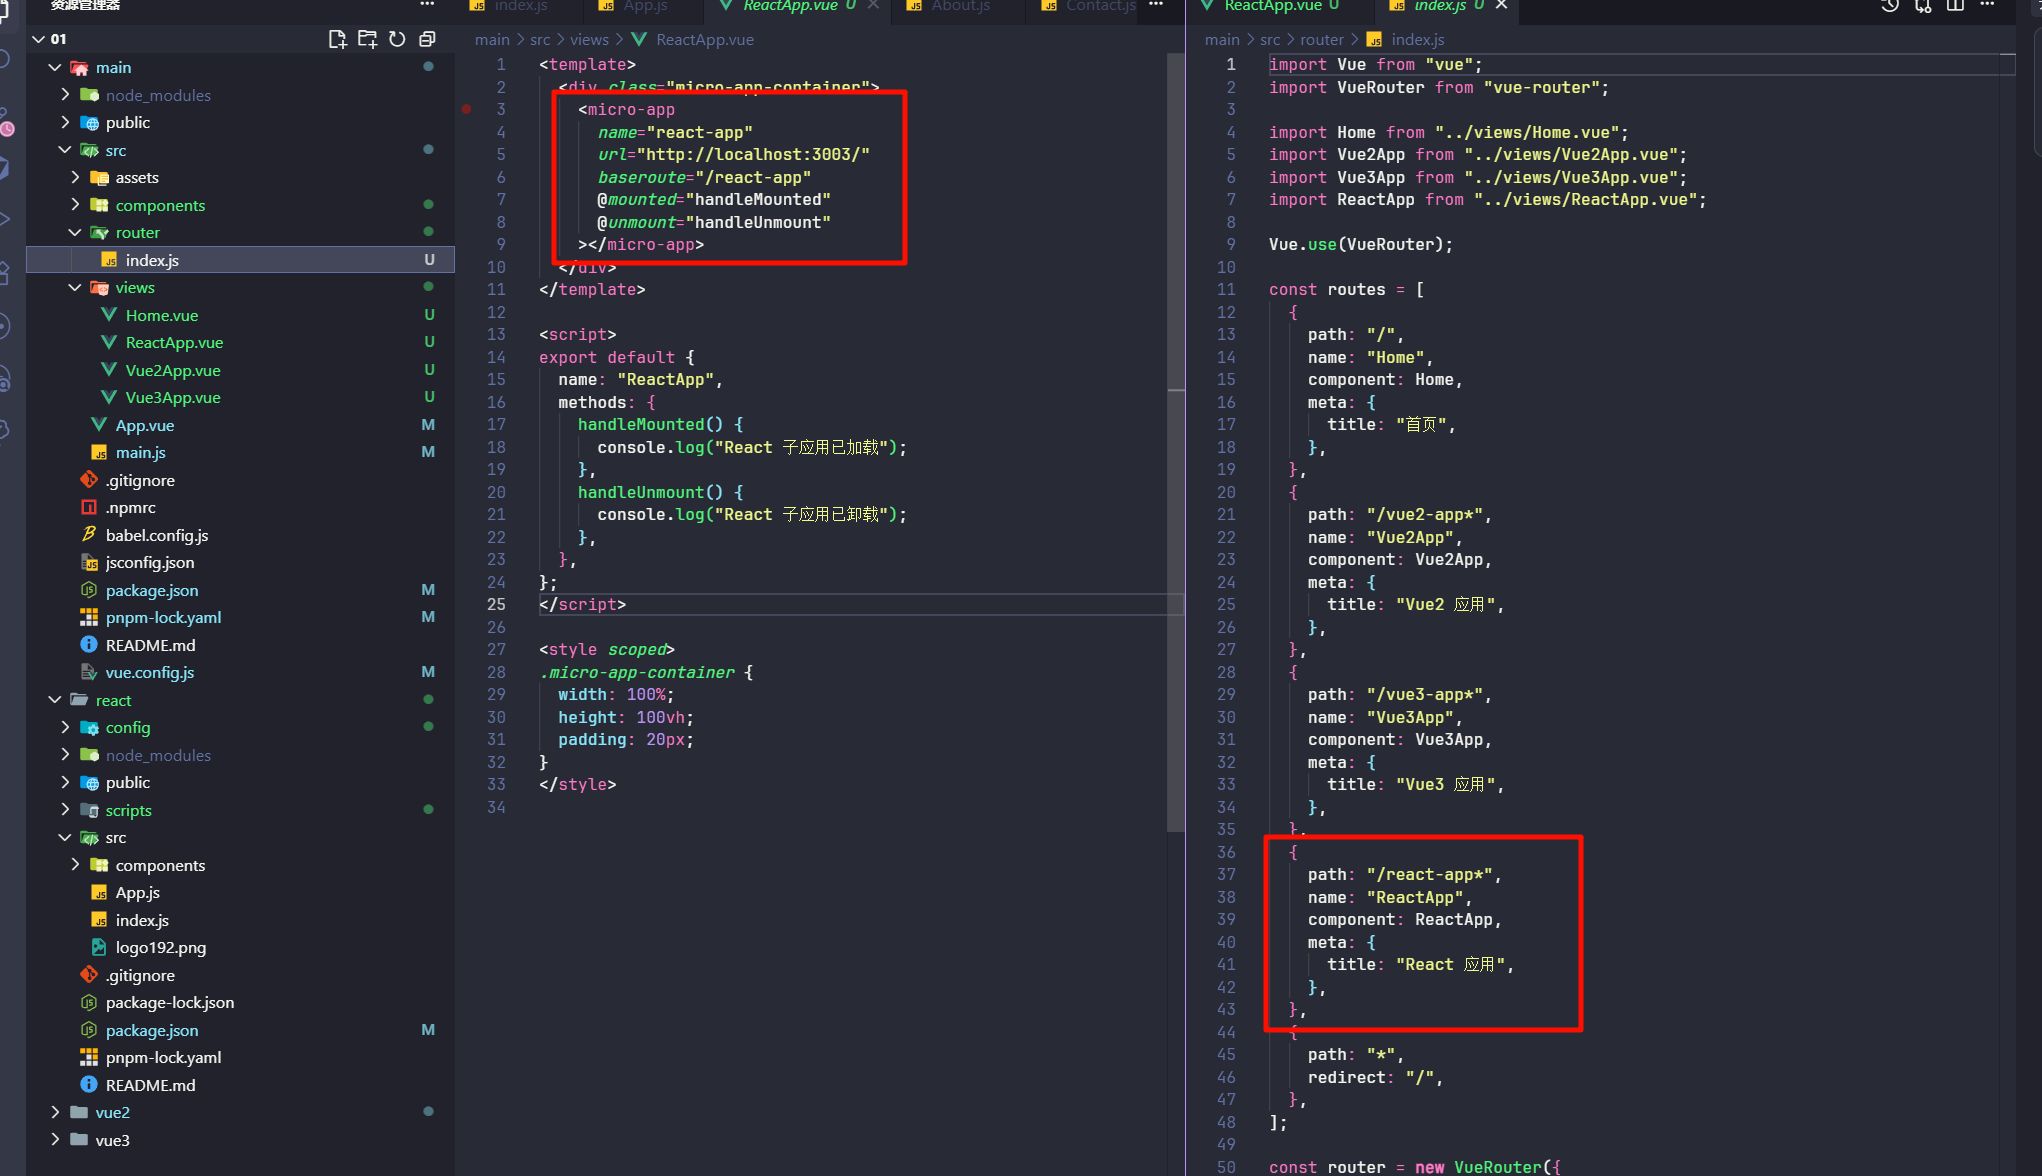 资源管理器
01
main
node_modules
public
src
assets
components
router
index.js U
views
Home.vue U
ReactApp.vue U
Vue2App.vue U
Vue3App.vue U
App.vue M
main.js M
.gitignore
.npmrc
babel.config.js
jsconfig.json
package.json M
pnpm-lock.yaml M
README.md
vue.config.js M
react
config
node_modules
public
scripts
src
components
App.js
index.js
logo192.png
.gitignore
package-lock.json
package.json M
pnpm-lock.yaml
README.md
vue2
vue3
index.js
App.js
ReactApp.vue U
About.js
Contact.js
main > src > views > ReactApp.vue
1 <template>
2 <div class="micro-app-container">
3 <micro-app
4 name="react-app"
5 url="http://localhost:3003/"
6 baseroute="/react-app"
7 @mounted="handleMounted"
8 @unmount="handleUnmount"
9 ></micro-app>
10 </div>
11 </template>
12
13 <script>
14 export default {
15 name: "ReactApp",
16 methods: {
17 handleMounted() {
18 console.log("React 子应用已加载");
19 },
20 handleUnmount() {
21 console.log("React 子应用已卸载");
22 },
23 },
24 };
25 </script>
26
27 <style scoped>
28 .micro-app-container {
29 width: 100%;
30 height: 100vh;
31 padding: 20px;
32 }
33 </style>
34
ReactApp.vue U
index.js U
main > src > router > index.js
1 import Vue from "vue";
2 import VueRouter from "vue-router";
3
4 import Home from "../views/Home.vue";
5 import Vue2App from "../views/Vue2App.vue";
6 import Vue3App from "../views/Vue3App.vue";
7 import ReactApp from "../views/ReactApp.vue";
8
9 Vue.use(VueRouter);
10
11 const routes = [
12 {
13 path: "/",
14 name: "Home",
15 component: Home,
16 meta: {
17 title: "首页",
18 },
19 },
20 {
21 path: "/vue2-app*",
22 name: "Vue2App",
23 component: Vue2App,
24 meta: {
25 title: "Vue2 应用",
26 },
27 },
28 {
29 path: "/vue3-app*",
30 name: "Vue3App",
31 component: Vue3App,
32 meta: {
33 title: "Vue3 应用",
34 },
35 },
36 {
37 path: "/react-app*",
38 name: "ReactApp",
39 component: ReactApp,
40 meta: {
41 title: "React 应用",
42 },
43 },
44 {
45 path: "*",
46 redirect: "/",
47 },
48 ];
49
50 const router = new VueRouter({